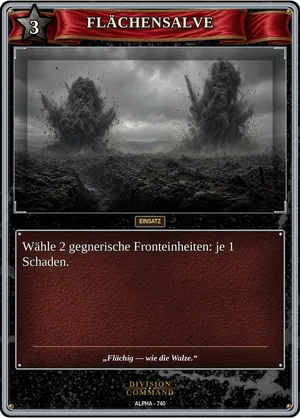 3
FLÄCHENSALVE
EINSATZ
Wähle 2 gegnerische Fronteinheiten: je 1
Schaden.
„Flächig — wie die Walze.“
DIVISION
COMMAND
ALPHA - 740